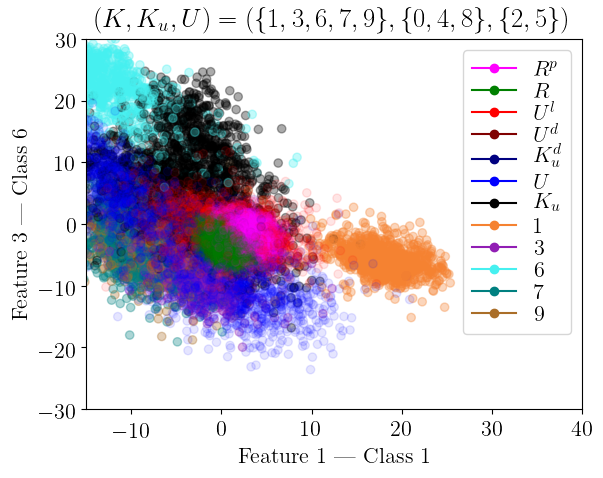 (K, K_u, U) = ({1, 3, 6, 7, 9}, {0, 4, 8}, {2, 5})
30
20
10
0
−10
−20
−30
Feature 3 — Class 6
R^p
R
U^l
U^d
K_u^d
U
K_u
1
3
6
7
9
−10
0
10
20
30
40
Feature 1 — Class 1